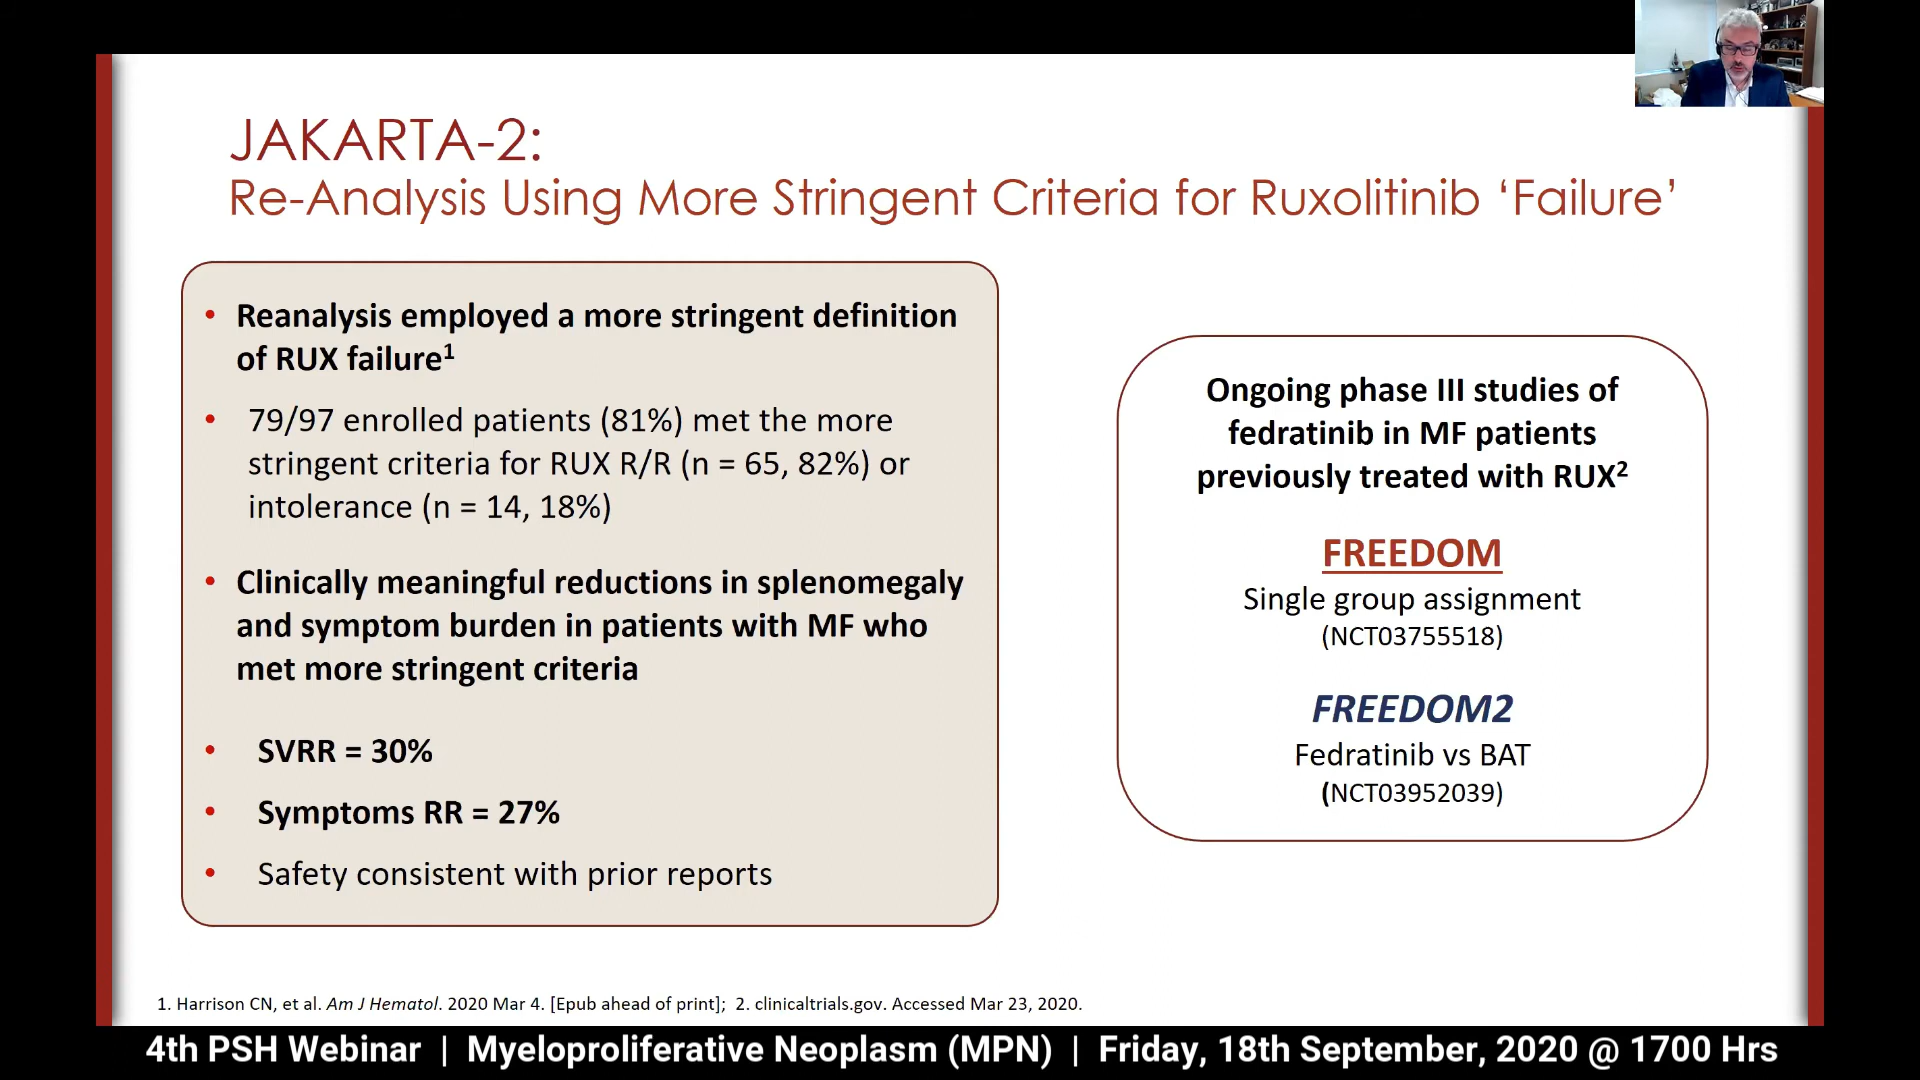 JAKARTA-2:
Re-Analysis Using More Stringent Criteria for Ruxolitinib ‘Failure’
• Reanalysis employed a more stringent definition
of RUX failure¹
• 79/97 enrolled patients (81%) met the more
stringent criteria for RUX R/R (n = 65, 82%) or
intolerance (n = 14, 18%)
• Clinically meaningful reductions in splenomegaly
and symptom burden in patients with MF who
met more stringent criteria
• SVRR = 30%
• Symptoms RR = 27%
• Safety consistent with prior reports
Ongoing phase III studies of
fedratinib in MF patients
previously treated with RUX²
FREEDOM
Single group assignment
(NCT03755518)
FREEDOM2
Fedratinib vs BAT
(NCT03952039)
1. Harrison CN, et al. Am J Hematol. 2020 Mar 4. [Epub ahead of print]; 2. clinicaltrials.gov. Accessed Mar 23, 2020.
4th PSH Webinar | Myeloproliferative Neoplasm (MPN) | Friday, 18th September, 2020 @ 1700 Hrs